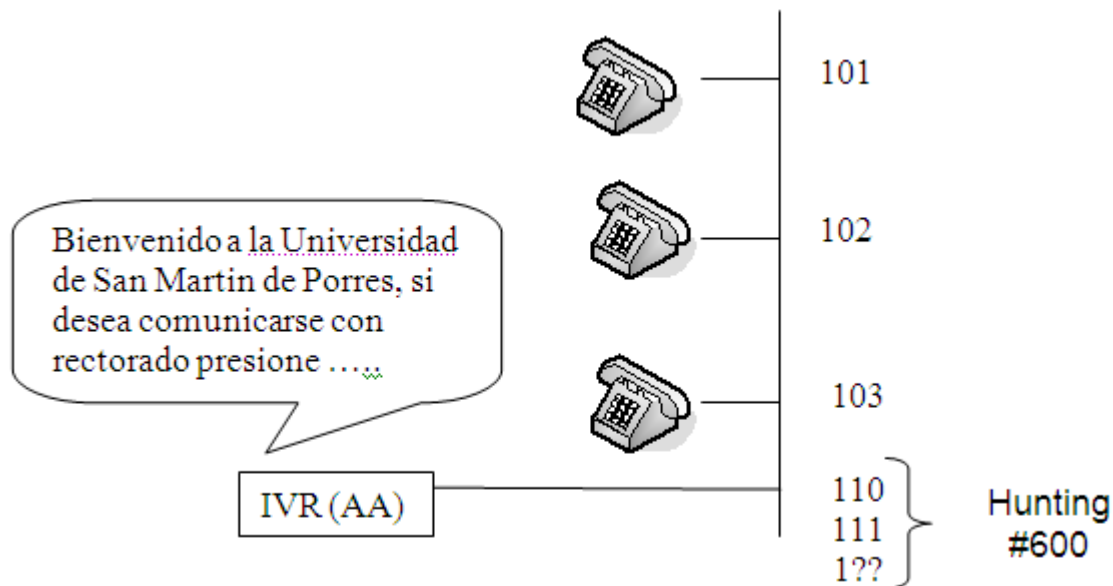 101
102
Bienvenido a la Universidad
de San Martin de Porres, si
desea comunicarse con
rectorado presione …..
103
IVR (AA)
110
111
1??
Hunting
#600